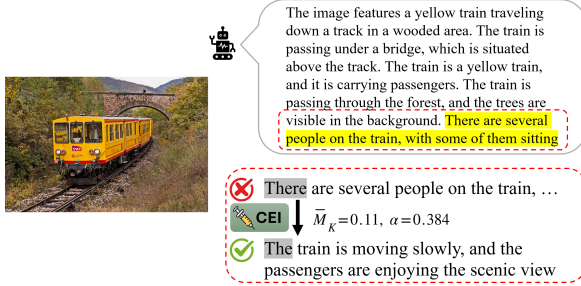 The image features a yellow train traveling
down a track in a wooded area. The train is
passing under a bridge, which is situated
above the track. The train is a yellow train,
and it is carrying passengers. The train is
passing through the forest, and the trees are
visible in the background. There are several
people on the train, with some of them sitting
There are several people on the train, …
CEI
M̅_K=0.11, α=0.384
The train is moving slowly, and the
passengers are enjoying the scenic view